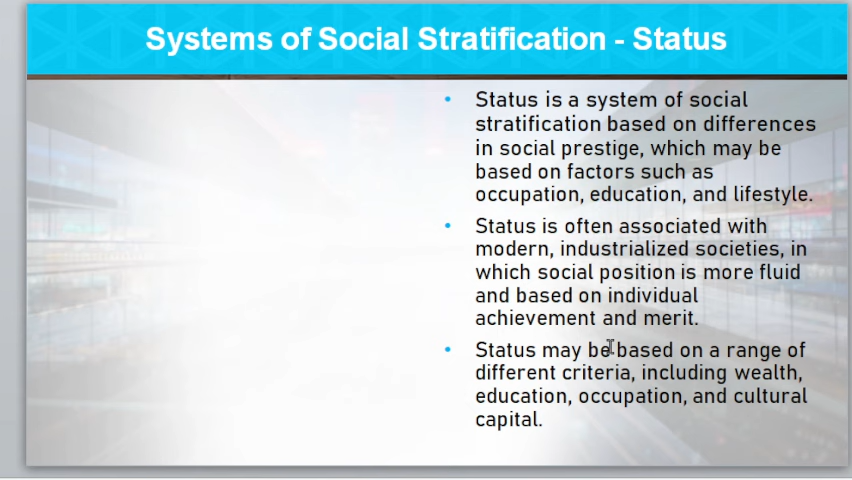 Systems of Social Stratification - Status
• Status is a system of social
stratification based on differences
in social prestige, which may be
based on factors such as
occupation, education, and lifestyle.
• Status is often associated with
modern, industrialized societies, in
which social position is more fluid
and based on individual
achievement and merit.
• Status may be based on a range of
different criteria, including wealth,
education, occupation, and cultural
capital.